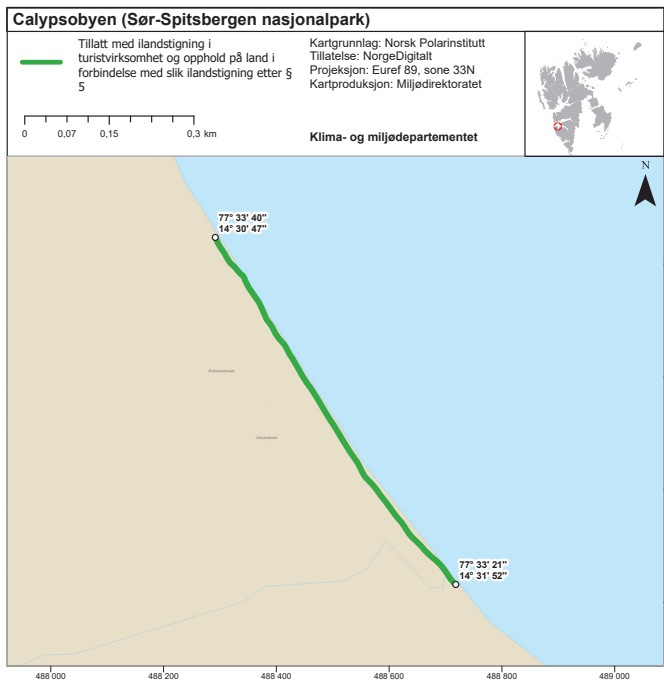 Calypsobyen (Sør-Spitsbergen nasjonalpark)
Tillatt med ilandstigning i
turistvirksomhet og opphold på land i
forbindelse med slik ilandstigning etter §
5
0 0,07 0,15 0,3 km
Kartgrunnlag: Norsk Polarinstitutt
Tillatelse: NorgeDigitalt
Projeksjon: Euref 89, sone 33N
Kartproduksjon: Miljødirektoratet
Klima- og miljødepartementet
N
77° 33' 40"
14° 30' 47"
77° 33' 21"
14° 31' 52"
488 000 488 200 488 400 488 600 488 800 489 000